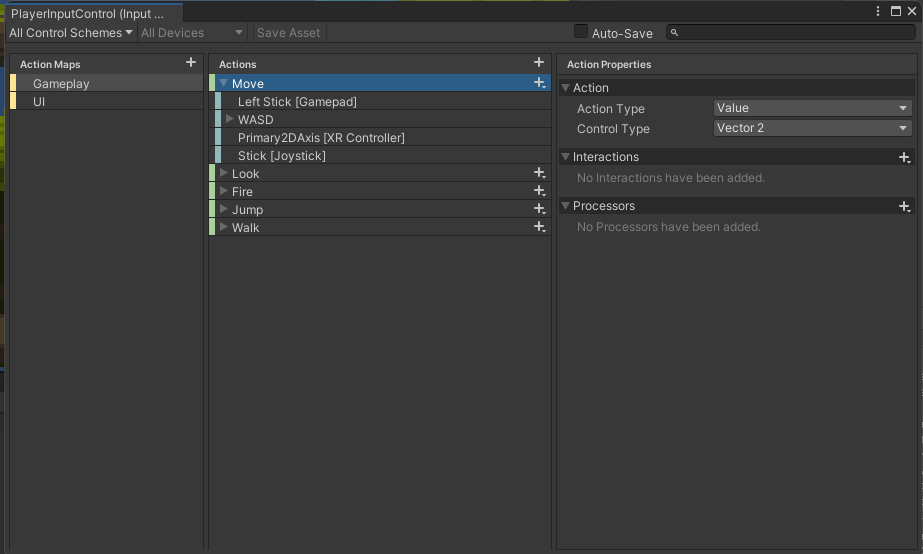 PlayerInputControl (Input ...
All Control Schemes All Devices Save Asset Auto-Save
Action Maps
Gameplay
UI
Actions
Move
Left Stick [Gamepad]
WASD
Primary2DAxis [XR Controller]
Stick [Joystick]
Look
Fire
Jump
Walk
Action Properties
Action
Action Type Value
Control Type Vector 2
Interactions
No Interactions have been added.
Processors
No Processors have been added.